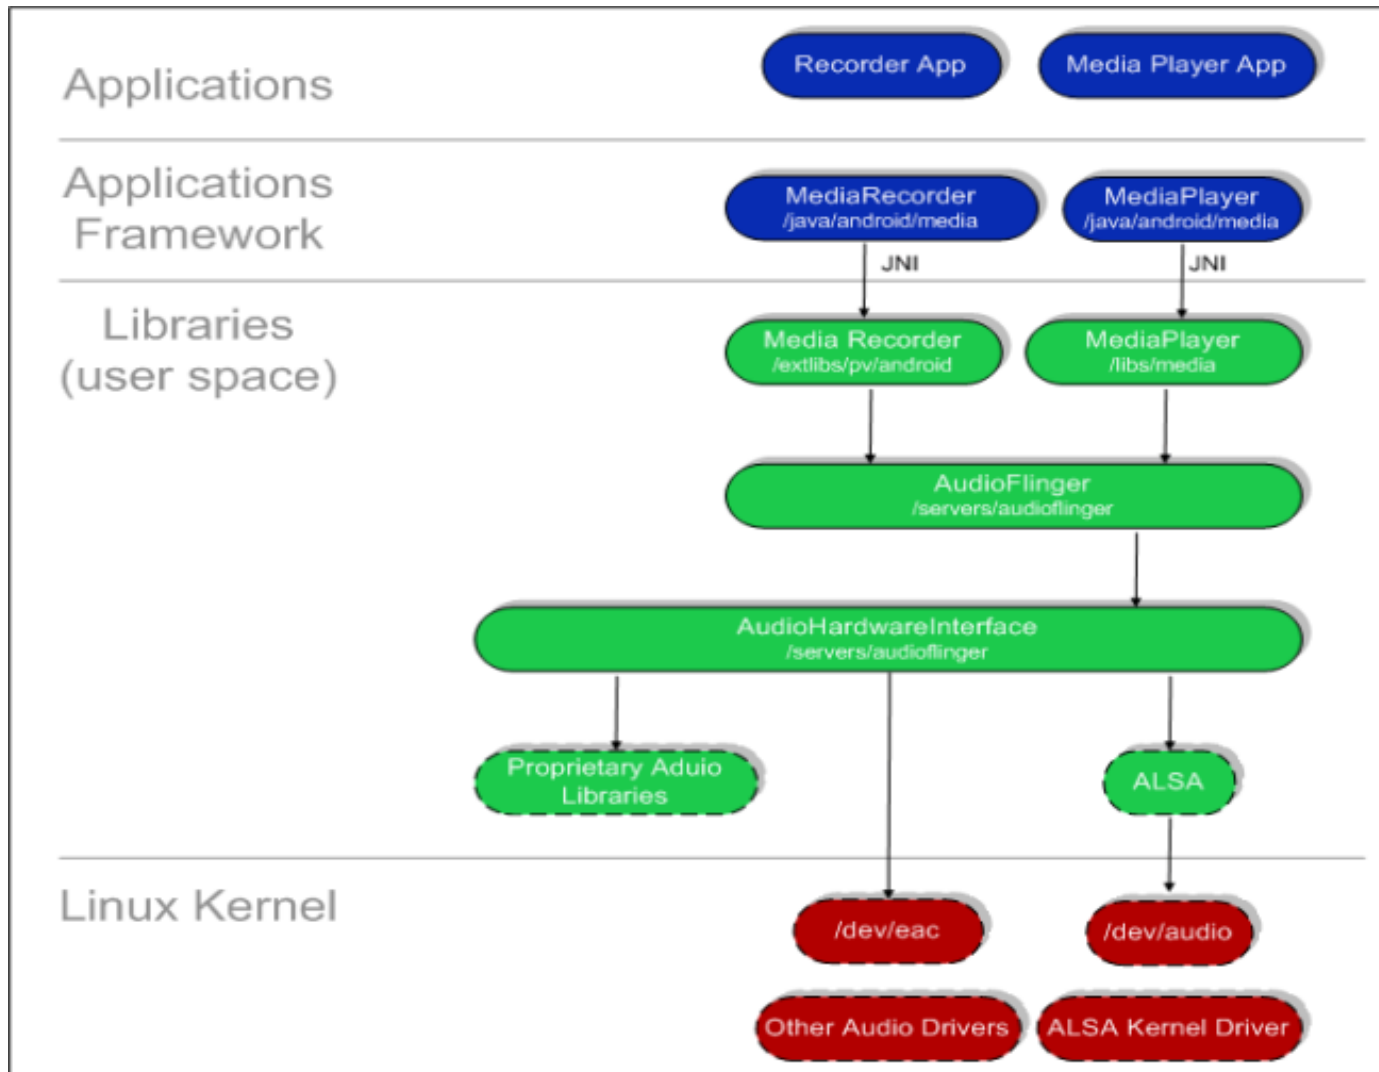 Applications
Recorder App
Media Player App
Applications
Framework
MediaRecorder
/java/android/media
MediaPlayer
/java/android/media
JNI
JNI
Libraries
(user space)
Media Recorder
/extlibs/pv/android
MediaPlayer
/libs/media
AudioFlinger
/servers/audioflinger
AudioHardwareInterface
/servers/audioflinger
Proprietary Aduio
Libraries
ALSA
Linux Kernel
/dev/eac
/dev/audio
Other Audio Drivers
ALSA Kernel Driver